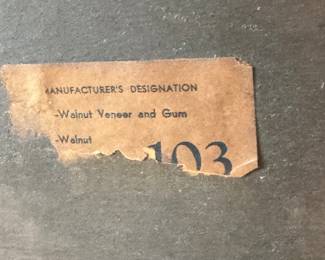 MANUFACTURER'S DESIGNATION
-Walnut Veneer and Gum
-Walnut
103